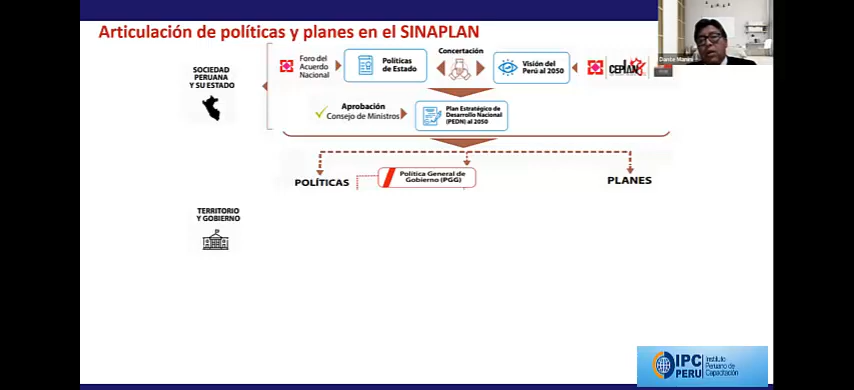 Articulación de políticas y planes en el SINAPLAN
SOCIEDAD
PERUANA
Y SU ESTADO
Foro del
Acuerdo
Nacional
Políticas
de Estado
Concertación
Visión del
Perú al 2050
CEPLAN
Aprobación
Consejo de Ministros
Plan Estratégico de
Desarrollo Nacional
(PEDN) al 2050
POLÍTICAS
Política General de
Gobierno (PGG)
PLANES
TERRITORIO
Y GOBIERNO
IPC
PERU
Instituto
Peruano de
Capacitación